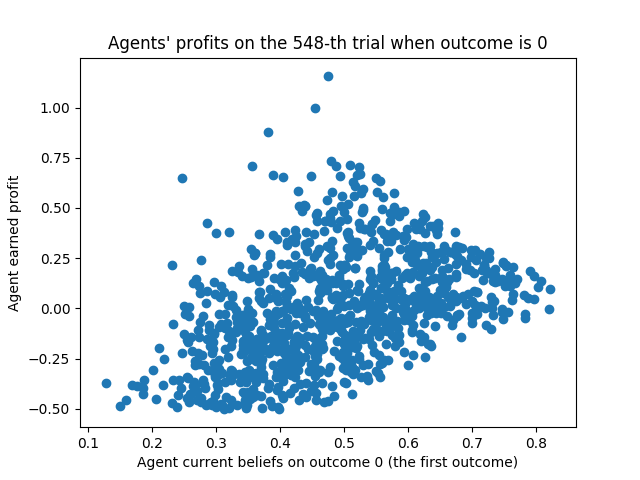 Agents' profits on the 548-th trial when outcome is 0
1.00
0.75
0.50
0.25
0.00
−0.25
−0.50
Agent earned profit
0.1 0.2 0.3 0.4 0.5 0.6 0.7 0.8
Agent current beliefs on outcome 0 (the first outcome)